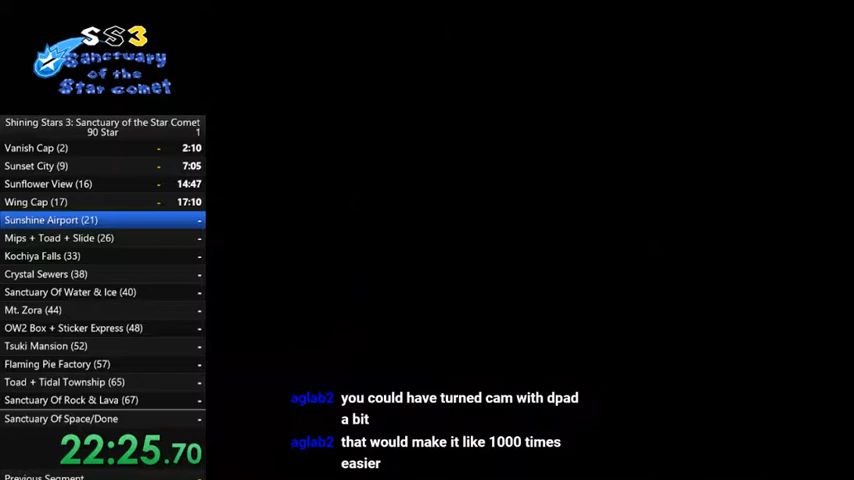 SS3
Sanctuary
of the
Star Comet
Shining Stars 3: Sanctuary of the Star Comet
90 Star 1
Vanish Cap (2) - 2:10
Sunset City (9) - 7:05
Sunflower View (16) - 14:47
Wing Cap (17) - 17:10
Sunshine Airport (21) -
Mips + Toad + Slide (26) -
Kochiya Falls (33) -
Crystal Sewers (38) -
Sanctuary Of Water & Ice (40) -
Mt. Zora (44) -
OW2 Box + Sticker Express (48) -
Tsuki Mansion (52) -
Flaming Pie Factory (57) -
Toad + Tidal Township (65) -
Sanctuary Of Rock & Lava (67) -
Sanctuary Of Space/Done -
22:25.70
Previous Segment -
aglab2 you could have turned cam with dpad
a bit
aglab2 that would make it like 1000 times
easier